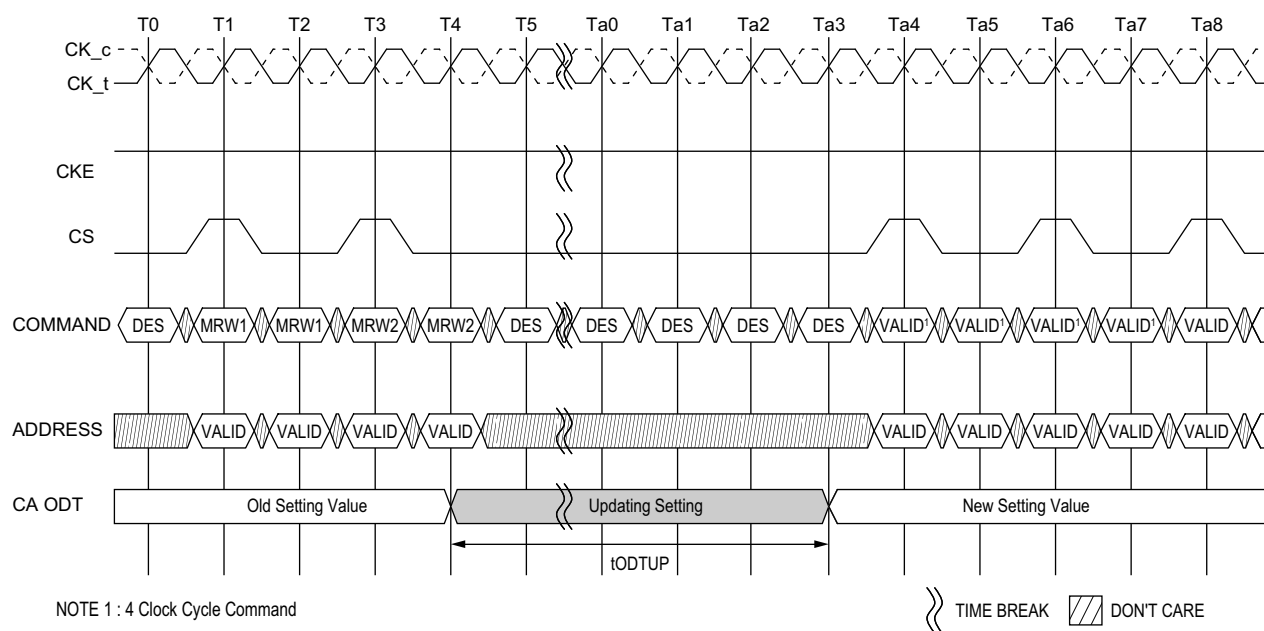 T0 T1 T2 T3 T4 T5 Ta0 Ta1 Ta2 Ta3 Ta4 Ta5 Ta6 Ta7 Ta8
CK_c
CK_t
CKE
CS
COMMAND DES MRW1 MRW1 MRW2 MRW2 DES DES DES DES DES VALID¹ VALID¹ VALID¹ VALID¹ VALID
ADDRESS VALID VALID VALID VALID VALID VALID VALID VALID VALID
CA ODT Old Setting Value Updating Setting New Setting Value
tODTUP
NOTE 1 : 4 Clock Cycle Command TIME BREAK DON'T CARE